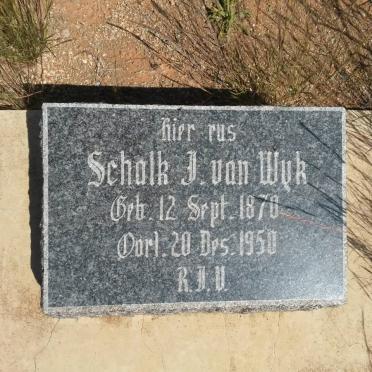 hier rus
Schalk J. van Wyk
Geb. 12 Sept. 1870
Oorl. 20 Des. 1950
R.I.V.